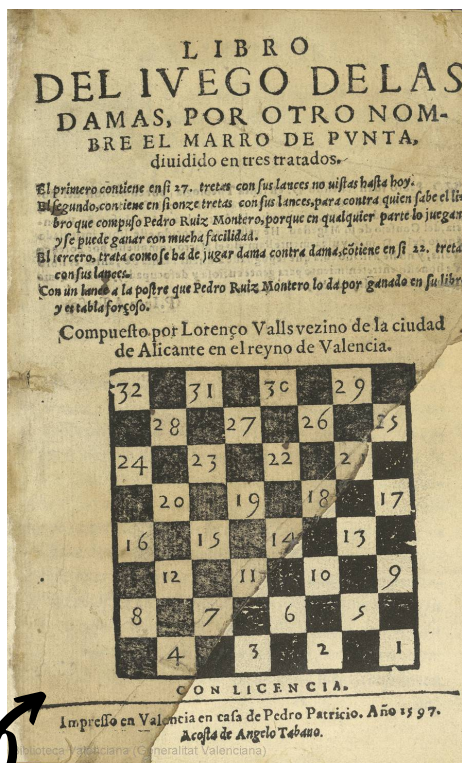 LIBRO
DEL IVEGO DELAS
DAMAS, POR OTRO NOM-
BRE EL MARRO DE PVNTA,
diuidido en tres tratados.
El primero contiene en si 27. tretas con sus lances no uistas hasta hoy.
El segundo, contiene en si onze tretas con sus lances, para contra quien sabe el li
bro que compuso Pedro Ruiz Montero, porque en qualquier parte lo juegan
y se puede ganar con mucha facilidad.
El tercero, trata como se ha de jugar dama contra dama, cōtiene en si 22. treta
con sus lances.
Con un lance a la postre que Pedro Ruiz Montero lo da por ganado en su libro
y es tabla forçoso.
Compuesto por Lorenço Valls vezino de la ciudad
de Alicante en el reyno de Valencia.
32 31 30 29
28 27 26 25
24 23 22 21
20 19 18 17
16 15 14 13
12 11 10 9
8 7 6 5
4 3 2 1
CON LICENCIA.
Impresso en Valencia en casa de Pedro Patricio. Año 1597.
Acosta de Angelo Tabano.
Biblioteca Valenciana (Generalitat Valenciana)